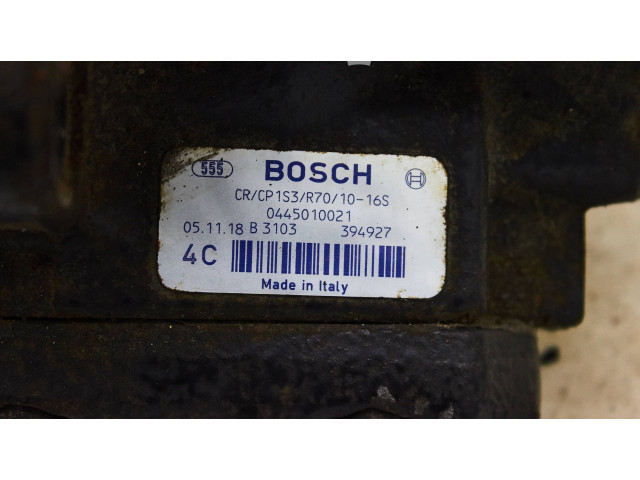 555 BOSCH
CR/CP1S3/R70/10-16S
0445010021
05.11.18 B 3103 394927
4C
Made in Italy